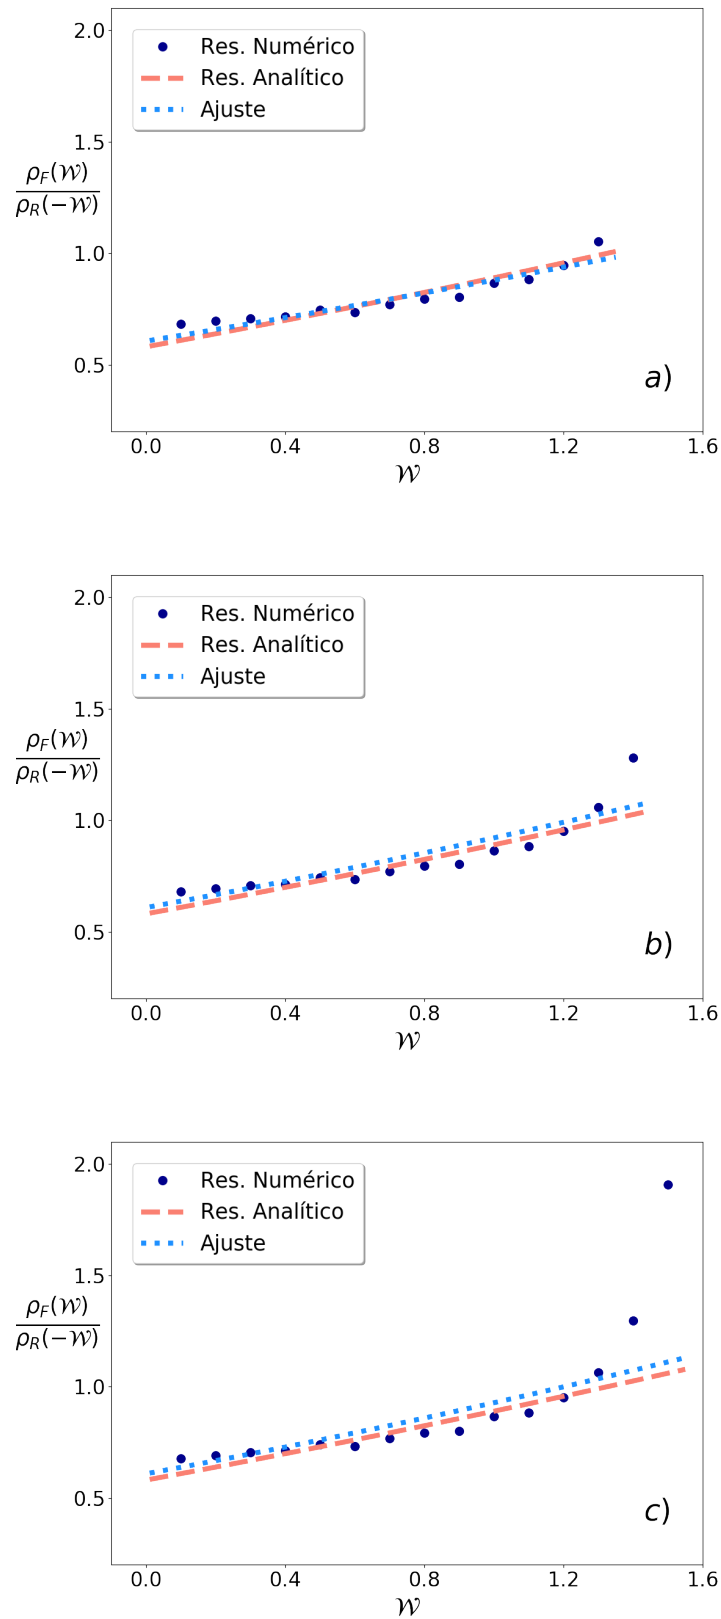 2.0
Res. Numérico
Res. Analítico
Ajuste
1.5
ρF(𝒲)
ρR(−𝒲)
1.0
0.5
a)
0.0 0.4 0.8 1.2 1.6
𝒲
2.0
Res. Numérico
Res. Analítico
Ajuste
1.5
ρF(𝒲)
ρR(−𝒲)
1.0
0.5
b)
0.0 0.4 0.8 1.2 1.6
𝒲
2.0
Res. Numérico
Res. Analítico
Ajuste
1.5
ρF(𝒲)
ρR(−𝒲)
1.0
0.5
c)
0.0 0.4 0.8 1.2 1.6
𝒲